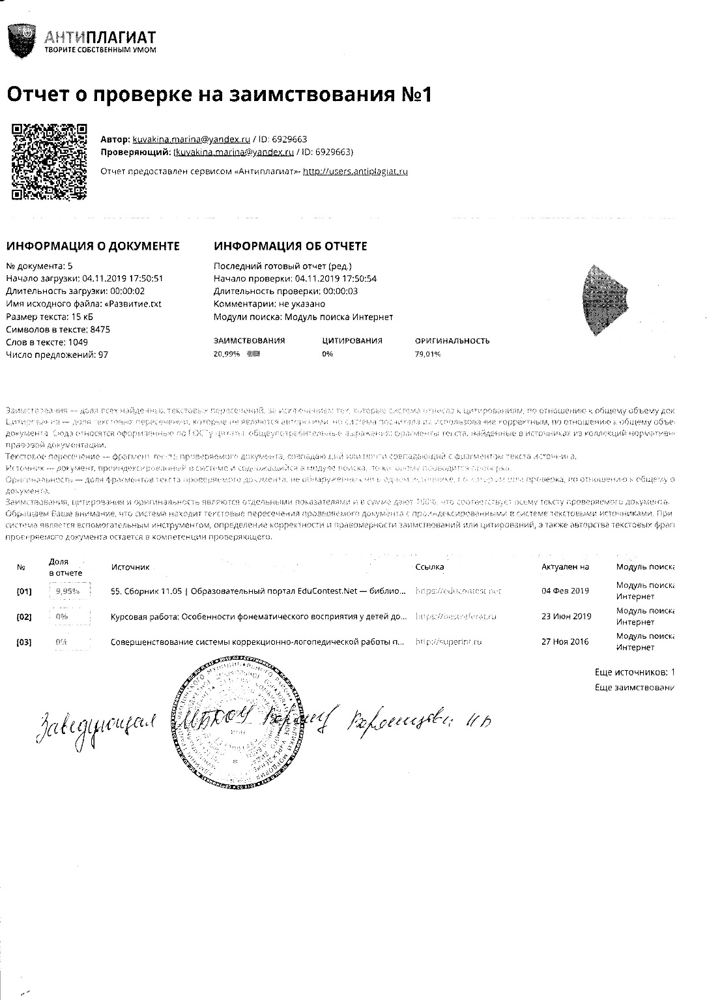 АНТИПЛАГИАТ
ТВОРИТЕ СОБСТВЕННЫМ УМОМ
Отчет о проверке на заимствования №1
Автор: kuvakina.marina@yandex.ru / ID: 6929663
Проверяющий: (kuvakina.marina@yandex.ru / ID: 6929663)
Отчет предоставлен сервисом «Антиплагиат»- http://users.antiplagiat.ru
ИНФОРМАЦИЯ О ДОКУМЕНТЕ
№ документа: 5
Начало загрузки: 04.11.2019 17:50:51
Длительность загрузки: 00:00:02
Имя исходного файла: «Развитие.txt
Размер текста: 15 кБ
Символов в тексте: 8475
Слов в тексте: 1049
Число предложений: 97
ИНФОРМАЦИЯ ОБ ОТЧЕТЕ
Последний готовый отчет (ред.)
Начало проверки: 04.11.2019 17:50:54
Длительность проверки: 00:00:03
Комментарии: не указано
Модули поиска: Модуль поиска Интернет
ЗАИМСТВОВАНИЯ ЦИТИРОВАНИЯ ОРИГИНАЛЬНОСТЬ
20,99% 0% 79,01%
Заимствования — доля всех найденных текстовых пересечений, за исключением тех, которые система отнесла к цитированиям, по отношению к общему объему док
Цитирования — доля текстовых пересечений, которые не являются авторскими, но система посчитала их использование корректным, по отношению к общему объе
документа. Сюда относятся оформленные по ГОСТу цитаты; общеупотребительные выражения; фрагменты текста, найденные в источниках из коллекций нормативн
правовой документации.
Текстовое пересечение — фрагмент текста проверяемого документа, совпадающий или почти совпадающий с фрагментом текста источника.
Источник — документ, проиндексированный в системе и содержащийся в модуле поиска, по которому проводится проверка.
Оригинальность — доля фрагментов текста проверяемого документа, не обнаруженных ни в одном источнике, по которым шла проверка, по отношению к общему о
документа.
Заимствования, цитирования и оригинальность являются отдельными показателями и в сумме дают 100%, что соответствует всему тексту проверяемого документа.
Обращаем Ваше внимание, что система находит текстовые пересечения проверяемого документа с проиндексированными в системе текстовыми источниками. При
система является вспомогательным инструментом, определение корректности и правомерности заимствований или цитирований, а также авторства текстовых фраг
проверяемого документа остается в компетенции проверяющего.
№ Доля в отчете Источник Ссылка Актуален на Модуль поиска
[01] 9,95% 55. Сборник 11.05 | Образовательный портал EduContest.Net — библио... https://educontest.net 04 Фев 2019 Модуль поиска Интернет
[02] 0% Курсовая работа: Особенности фонематического восприятия у детей до... https://bestreferat.ru 23 Июн 2019 Модуль поиска Интернет
[03] 0% Совершенствование системы коррекционно-логопедической работы п... http://superinf.ru 27 Ноя 2016 Модуль поиска Интернет
Еще источников: 1
Еще заимствовани
Заведующая